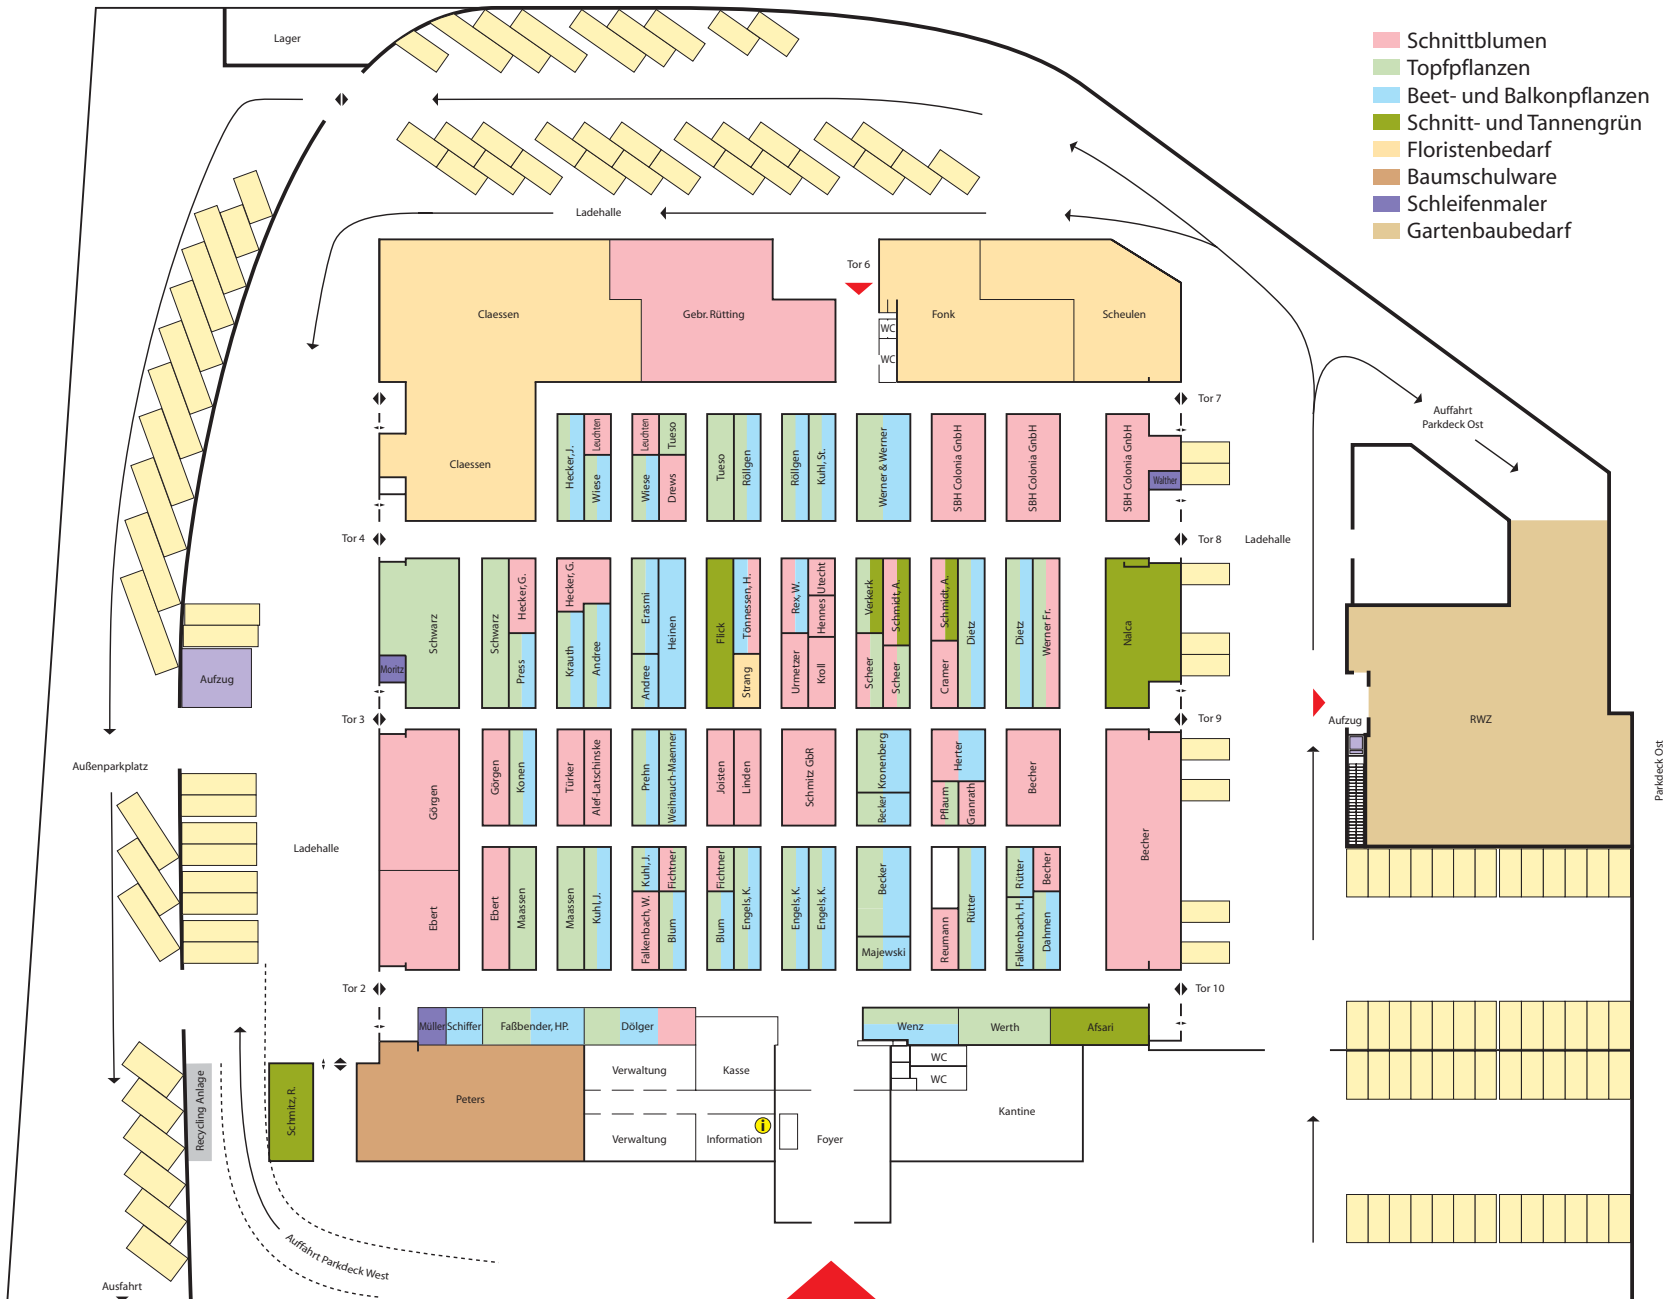 Lager
Schnittblumen
Topfpflanzen
Beet- und Balkonpflanzen
Schnitt- und Tannengrün
Floristenbedarf
Baumschulware
Schleifenmaler
Gartenbaubedarf
Ladehalle
Tor 6
Claessen
Gebr. Rütting
Fonk
Scheulen
WC
WC
Tor 7
Auffahrt
Parkdeck Ost
Claessen
Hecker, J.
Leuchten
Wiese
Leuchten
Wiese
Tueso
Drews
Tueso
Röllgen
Röllgen
Kuhl, St.
Werner & Werner
SBH Colonia GnbH
SBH Colonia GnbH
SBH Colonia GnbH
Walther
Tor 4
Tor 8
Ladehalle
Schwarz
Moritz
Schwarz
Hecker, G.
Press
Hecker, G.
Krauth
Andree
Erasmi
Andree
Heinen
Flick
Tönnessen, H.
Strang
Rex, W.
Urmetzer
Utecht
Hennes
Kroll
Verkerk
Scheer
Schmidt, A.
Scheer
Schmidt, A.
Cramer
Dietz
Dietz
Werner Fr.
Nalca
Aufzug
Tor 3
Tor 9
Aufzug
RWZ
Parkdeck Ost
Außenparkplatz
Ladehalle
Görgen
Görgen
Konen
Türker
Alef-Latschinske
Prehn
Weihrauch-Maenner
Joisten
Linden
Schmitz GbR
Kronenberg
Becker
Herter
Pflaum
Granrath
Becher
Becher
Ebert
Ebert
Maassen
Maassen
Kuhl, J.
Kuhl, J.
Falkenbach, W.
Fichtner
Blum
Fichtner
Blum
Engels, K.
Engels, K.
Engels, K.
Becker
Majewski
Reumann
Rütter
Rütter
Falkenbach, H.
Becher
Dahmen
Tor 2
Tor 10
Müller
Schiffer
Faßbender, HP.
Dölger
Wenz
Werth
Afsari
Verwaltung
Kasse
WC
WC
Peters
Kantine
Verwaltung
Information
i
Foyer
Recycling Anlage
Schmitz, R.
Auffahrt Parkdeck West
Ausfahrt